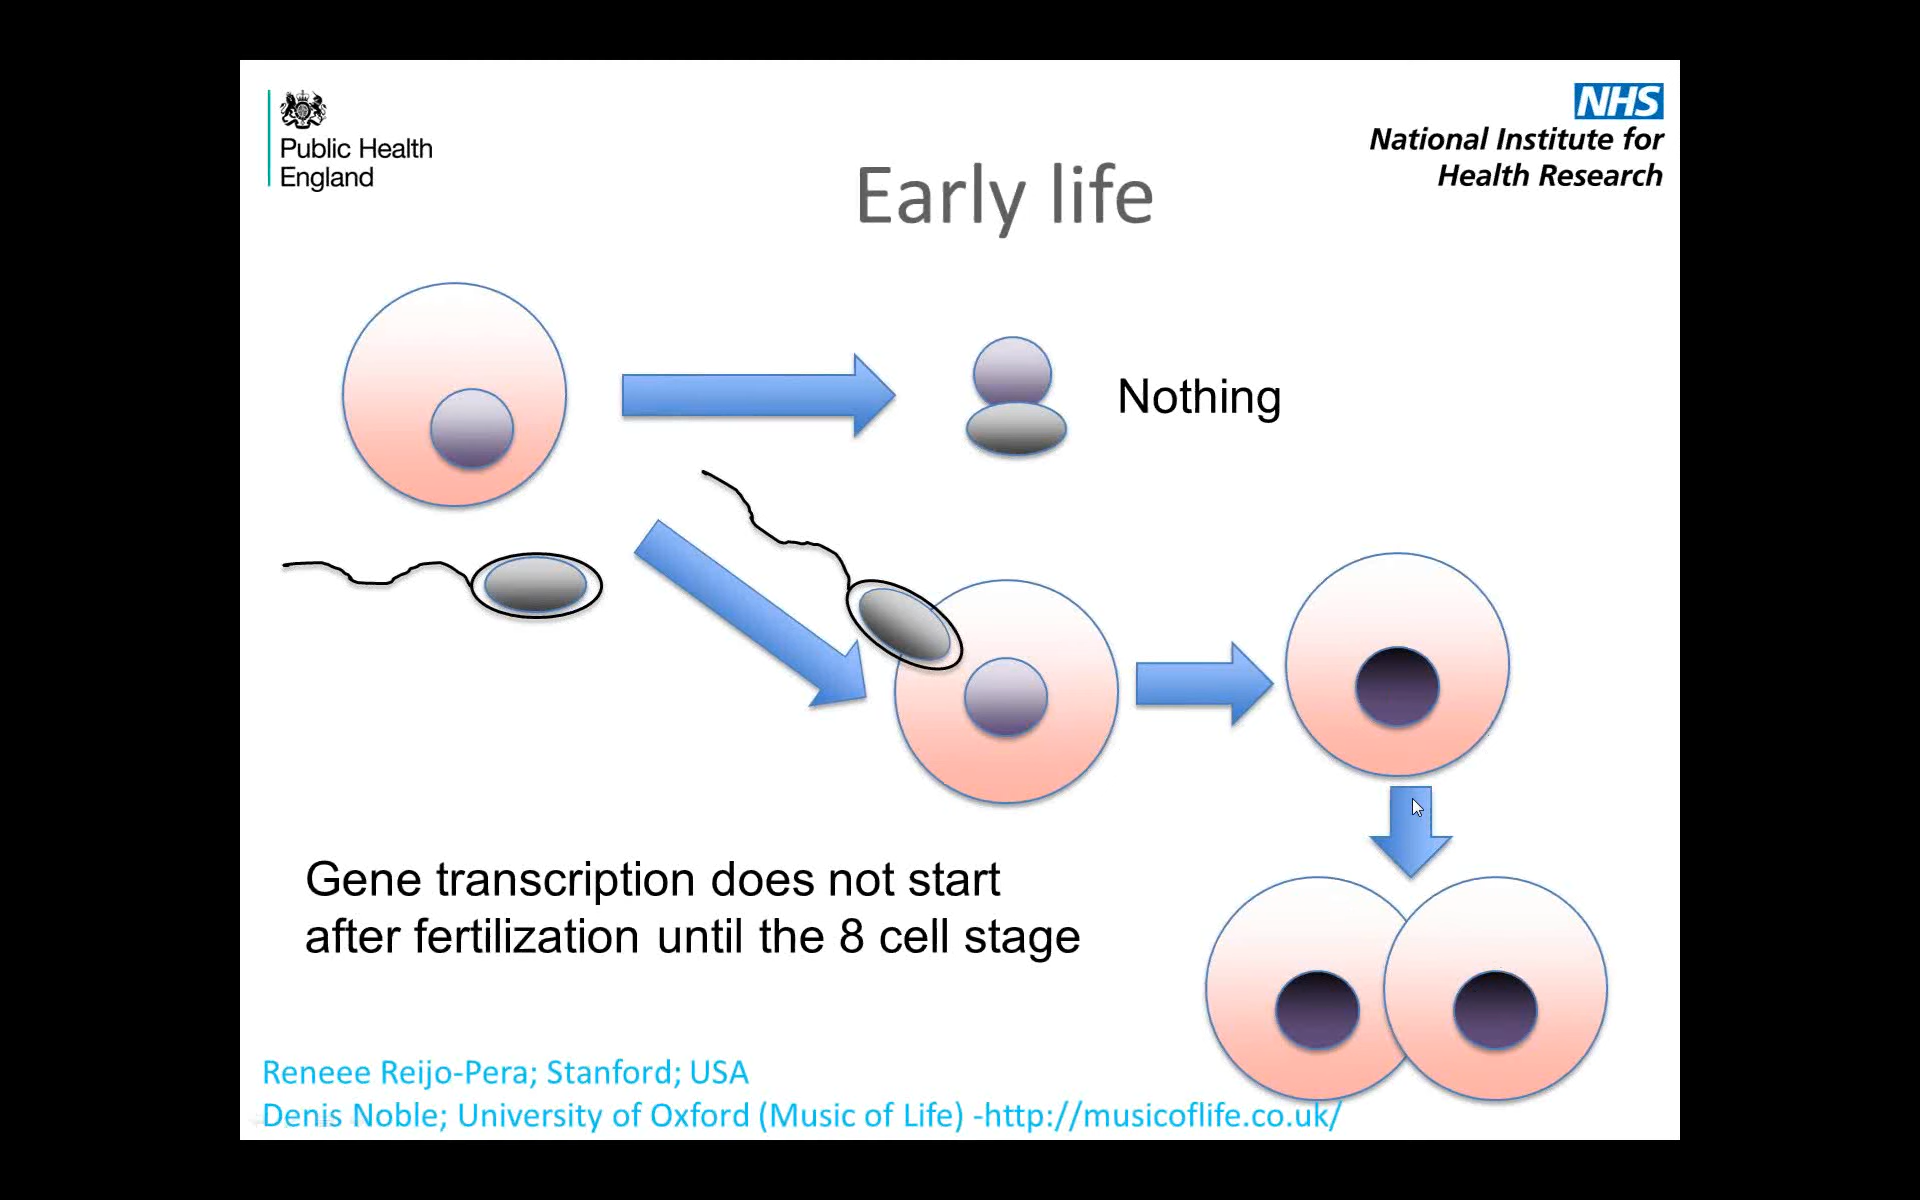 Public Health
England
NHS
National Institute for
Health Research
Early life
Nothing
Gene transcription does not start
after fertilization until the 8 cell stage
Reneee Reijo-Pera; Stanford; USA
Denis Noble; University of Oxford (Music of Life) -http://musicoflife.co.uk/